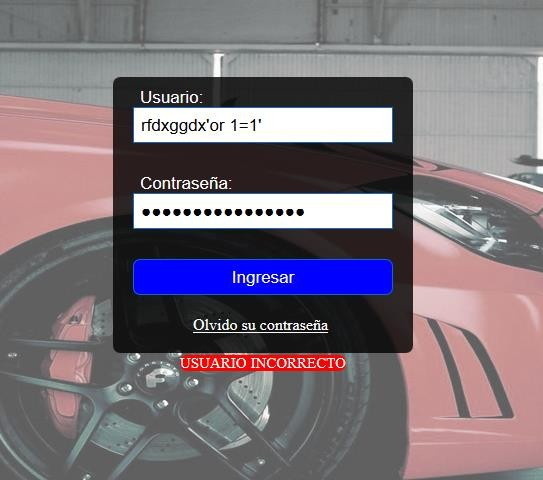 Usuario:
rfdxggdx'or 1=1'
Contraseña:
●●●●●●●●●●●●●●●●
Ingresar
Olvido su contraseña
USUARIO INCORRECTO